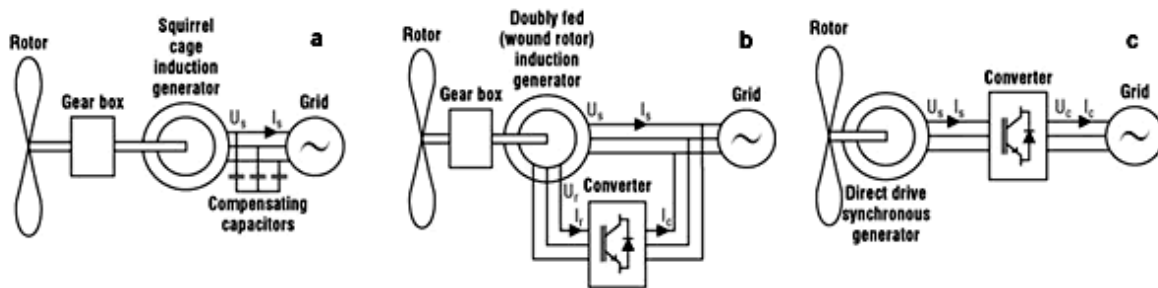 a
Rotor
Squirrel
cage
induction
generator
Gear box
Us
Is
Grid
Compensating
capacitors
b
Rotor
Doubly fed
(wound rotor)
induction
generator
Gear box
Us
Is
Grid
Ur
Converter
Ir
Ic
c
Rotor
Converter
Grid
Us Is
Uc Ic
Direct drive
synchronous
generator